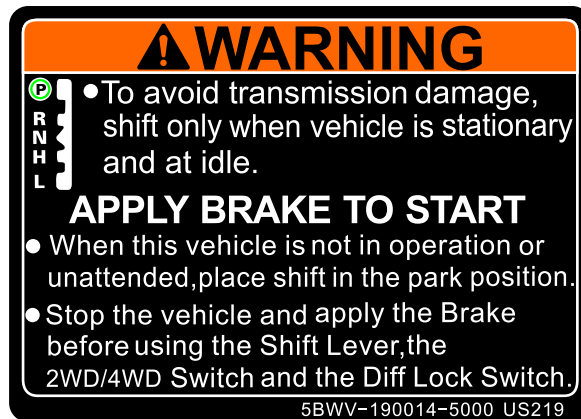 WARNING
P
R
N
H
L
●To avoid transmission damage,
shift only when vehicle is stationary
and at idle.
APPLY BRAKE TO START
● When this vehicle is not in operation or
unattended,place shift in the park position.
● Stop the vehicle and apply the Brake
before using the Shift Lever,the
2WD/4WD Switch and the Diff Lock Switch.
5BWV-190014-5000 US219